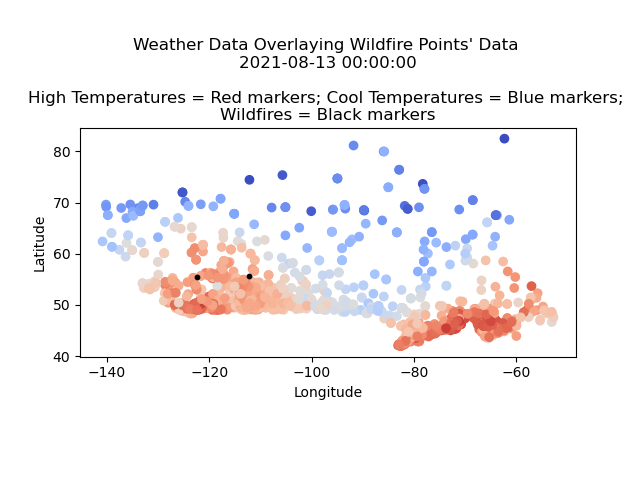 Weather Data Overlaying Wildfire Points' Data
2021-08-13 00:00:00
High Temperatures = Red markers; Cool Temperatures = Blue markers;
Wildfires = Black markers
80
70
60
50
40
Latitude
−140 −120 −100 −80 −60
Longitude